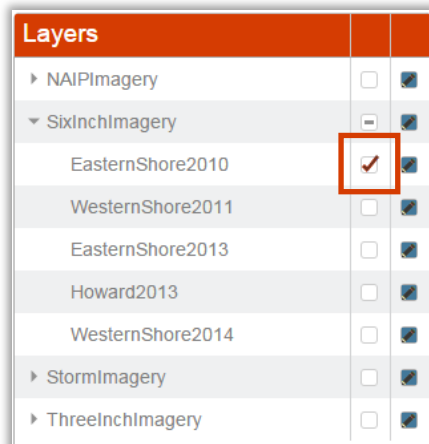 Layers
NAIPImagery
SixInchImagery
EasternShore2010
WesternShore2011
EasternShore2013
Howard2013
WesternShore2014
StormImagery
ThreeInchImagery